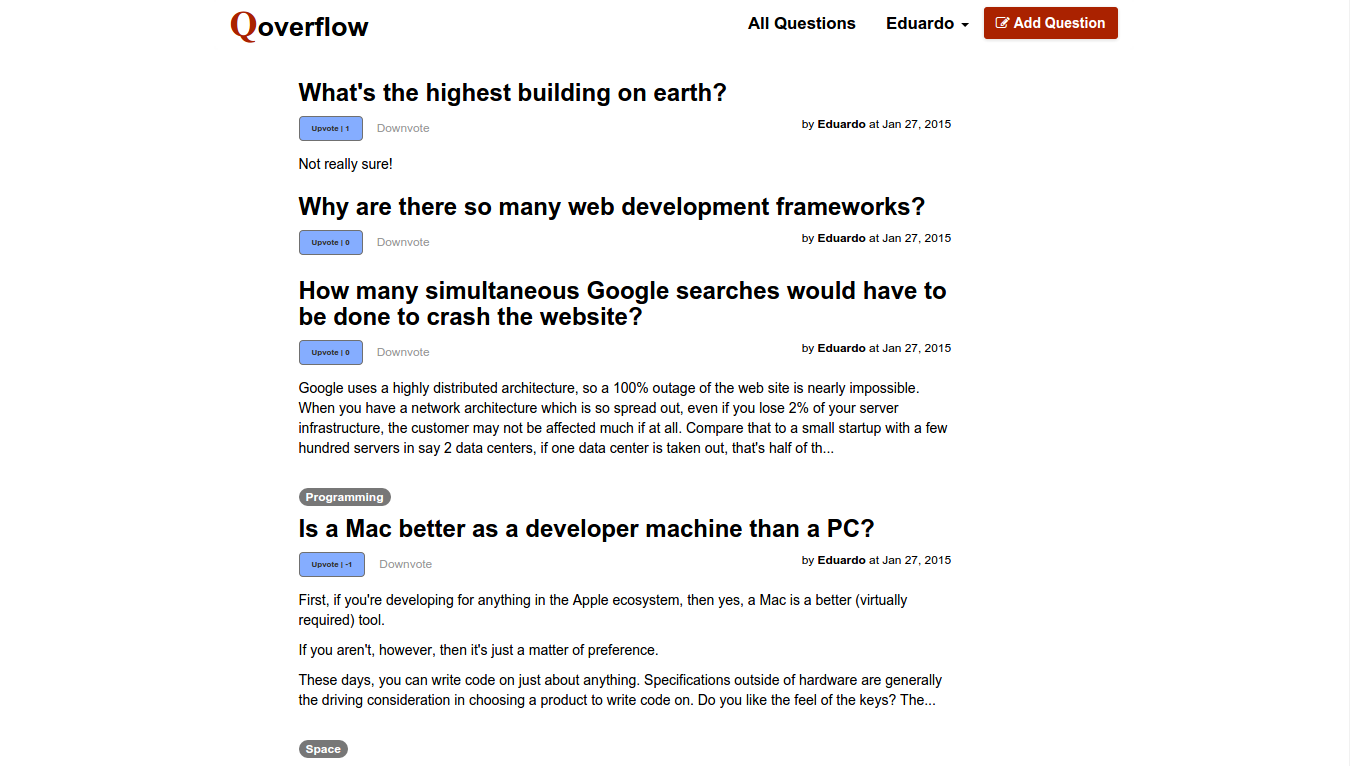 Qoverflow
All Questions
Eduardo
Add Question
What's the highest building on earth?
Upvote | 1
Downvote
by Eduardo at Jan 27, 2015
Not really sure!
Why are there so many web development frameworks?
Upvote | 0
Downvote
by Eduardo at Jan 27, 2015
How many simultaneous Google searches would have to
be done to crash the website?
Upvote | 0
Downvote
by Eduardo at Jan 27, 2015
Google uses a highly distributed architecture, so a 100% outage of the web site is nearly impossible.
When you have a network architecture which is so spread out, even if you lose 2% of your server
infrastructure, the customer may not be affected much if at all. Compare that to a small startup with a few
hundred servers in say 2 data centers, if one data center is taken out, that's half of th...
Programming
Is a Mac better as a developer machine than a PC?
Upvote | -1
Downvote
by Eduardo at Jan 27, 2015
First, if you're developing for anything in the Apple ecosystem, then yes, a Mac is a better (virtually
required) tool.
If you aren't, however, then it's just a matter of preference.
These days, you can write code on just about anything. Specifications outside of hardware are generally
the driving consideration in choosing a product to write code on. Do you like the feel of the keys? The...
Space